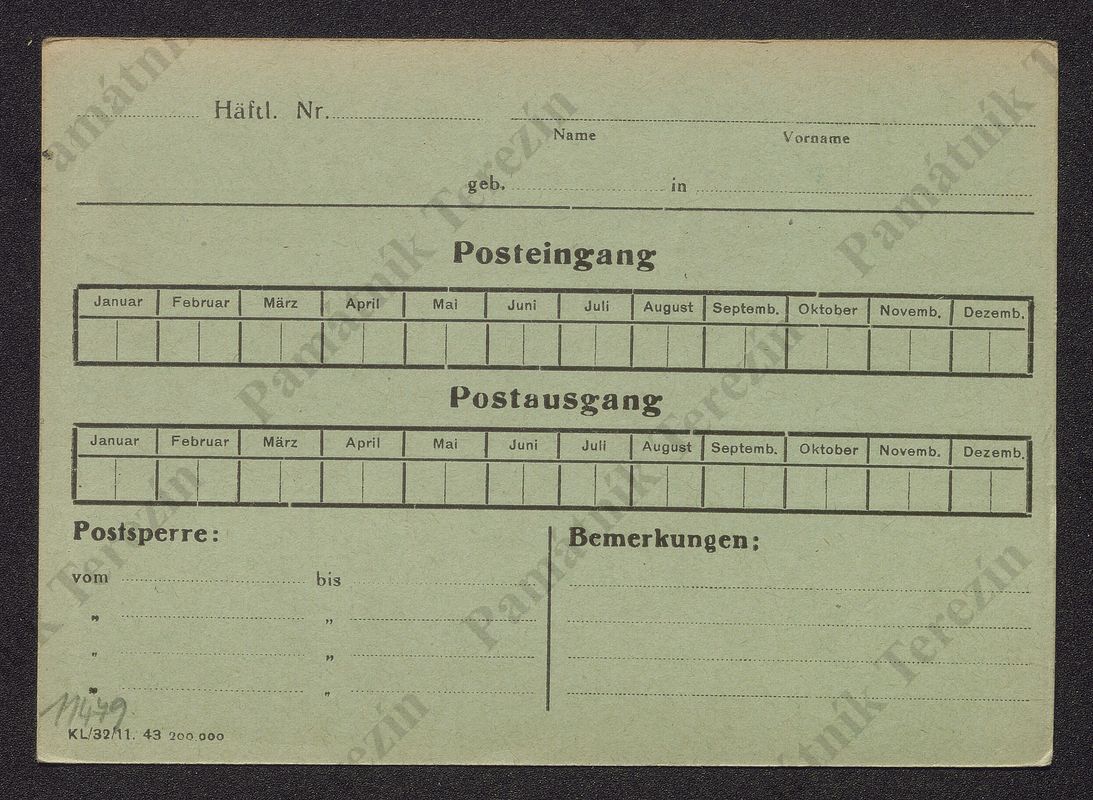 Häftl. Nr.
Name Vorname
geb. in
Posteingang
Januar Februar März April Mai Juni Juli August Septemb. Oktober Novemb. Dezemb.
Postausgang
Januar Februar März April Mai Juni Juli August Septemb. Oktober Novemb. Dezemb.
Postsperre: Bemerkungen:
vom bis
„ „
„ „
„ „
11479
KL/32/11. 43 200.000
Památník Terezín